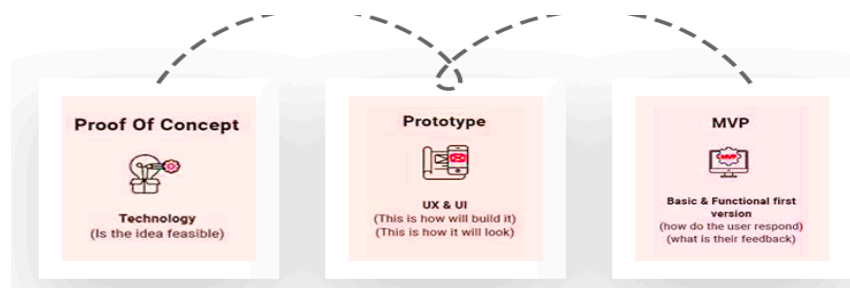 Proof Of Concept
Technology
(Is the idea feasible)
Prototype
UX & UI
(This is how will build it)
(This is how it will look)
MVP
MVP
Basic & Functional first
version
(how do the user respond)
(what is their feedback)